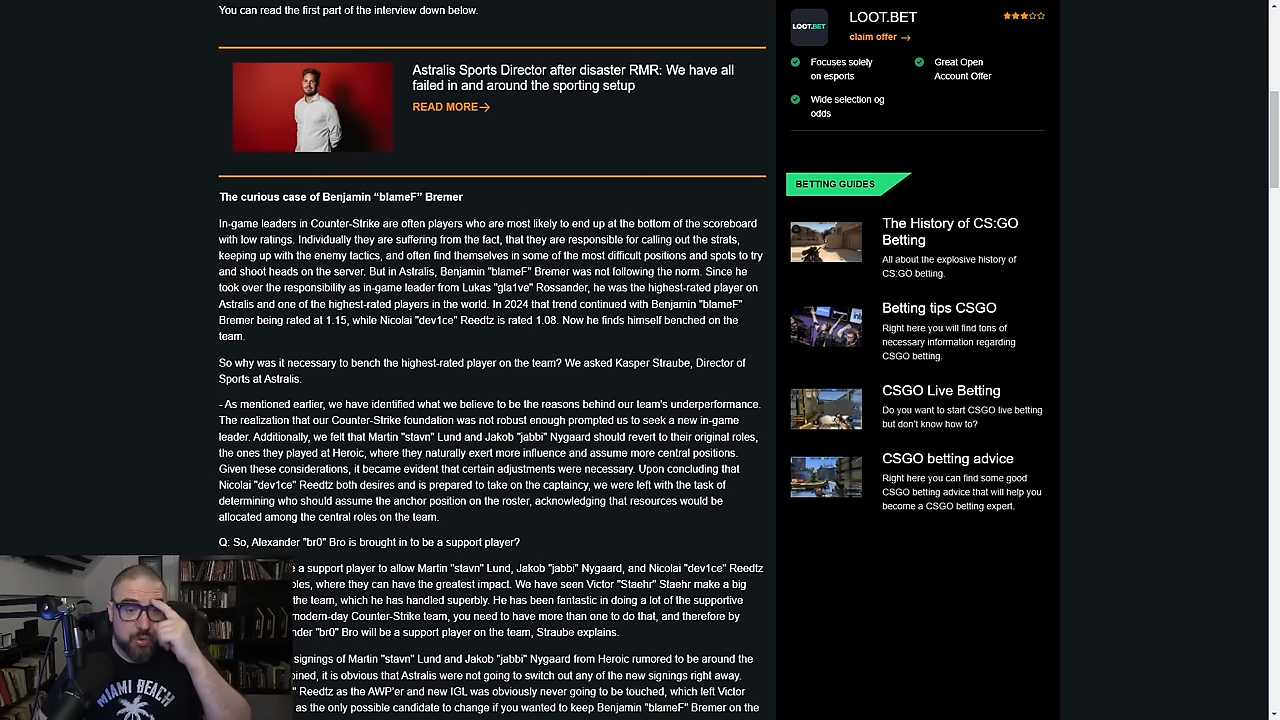 You can read the first part of the interview down below.
Astralis Sports Director after disaster RMR: We have all
failed in and around the sporting setup
READ MORE
The curious case of Benjamin “blameF” Bremer
In-game leaders in Counter-Strike are often players who are most likely to end up at the bottom of the scoreboard
with low ratings. Individually they are suffering from the fact, that they are responsible for calling out the strats,
keeping up with the enemy tactics, and often find themselves in some of the most difficult positions and spots to try
and shoot heads on the server. But in Astralis, Benjamin "blameF" Bremer was not following the norm. Since he
took over the responsibility as in-game leader from Lukas "gla1ve" Rossander, he was the highest-rated player on
Astralis and one of the highest-rated players in the world. In 2024 that trend continued with Benjamin "blameF"
Bremer being rated at 1.15, while Nicolai "dev1ce" Reedtz is rated 1.08. Now he finds himself benched on the
team.
So why was it necessary to bench the highest-rated player on the team? We asked Kasper Straube, Director of
Sports at Astralis.
- As mentioned earlier, we have identified what we believe to be the reasons behind our team's underperformance.
The realization that our Counter-Strike foundation was not robust enough prompted us to seek a new in-game
leader. Additionally, we felt that Martin "stavn" Lund and Jakob "jabbi" Nygaard should revert to their original roles,
the ones they played at Heroic, where they naturally exert more influence and assume more central positions.
Given these considerations, it became evident that certain adjustments were necessary. Upon concluding that
Nicolai "dev1ce" Reedtz both desires and is prepared to take on the captaincy, we were left with the task of
determining who should assume the anchor position on the roster, acknowledging that resources would be
allocated among the central roles on the team.
Q: So, Alexander "br0" Bro is brought in to be a support player?
e a support player to allow Martin "stavn" Lund, Jakob "jabbi" Nygaard, and Nicolai "dev1ce" Reedtz
oles, where they can have the greatest impact. We have seen Victor "Staehr" Staehr make a big
the team, which he has handled superbly. He has been fantastic in doing a lot of the supportive
modern-day Counter-Strike team, you need to have more than one to do that, and therefore by
nder "br0" Bro will be a support player on the team, Straube explains.
signings of Martin "stavn" Lund and Jakob "jabbi" Nygaard from Heroic rumored to be around the
oined, it is obvious that Astralis were not going to switch out any of the new signings right away.
" Reedtz as the AWP'er and new IGL was obviously never going to be touched, which left Victor
as the only possible candidate to change if you wanted to keep Benjamin "blameF" Bremer on the
LOOT.BET
LOOT.BET
claim offer
Focuses solely
on esports
Great Open
Account Offer
Wide selection og
odds
BETTING GUIDES
The History of CS:GO
Betting
All about the explosive history of
CS:GO betting.
Betting tips CSGO
Right here you will find tons of
necessary information regarding
CSGO betting.
CSGO Live Betting
Do you want to start CSGO live betting
but don't know how to?
CSGO betting advice
Right here you can find some good
CSGO betting advice that will help you
become a CSGO betting expert.
MIAMI BEACH